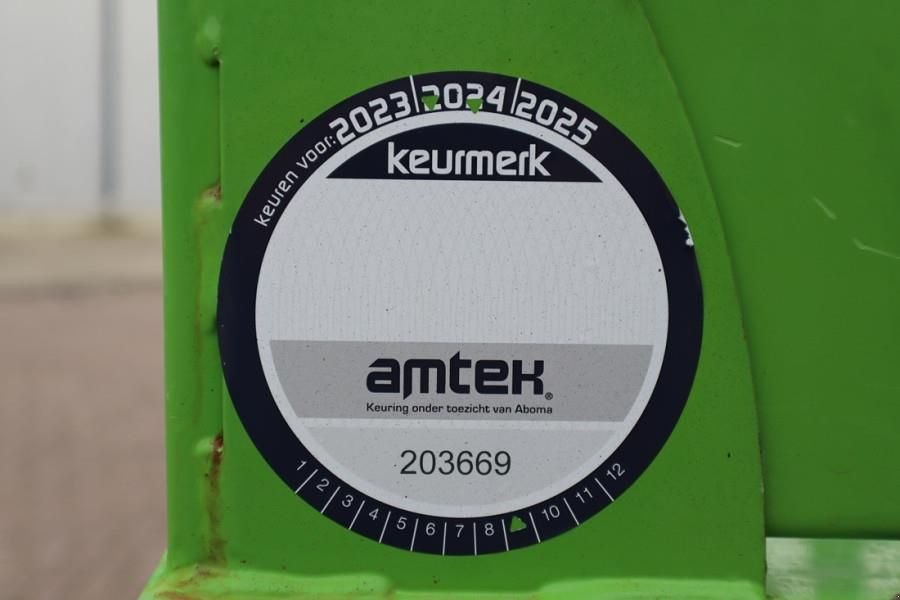 keuren voor: 2023 2024 2025
keurmerk
amtek®
Keuring onder toezicht van Aboma
203669
1 2 3 4 5 6 7 8 10 11 12